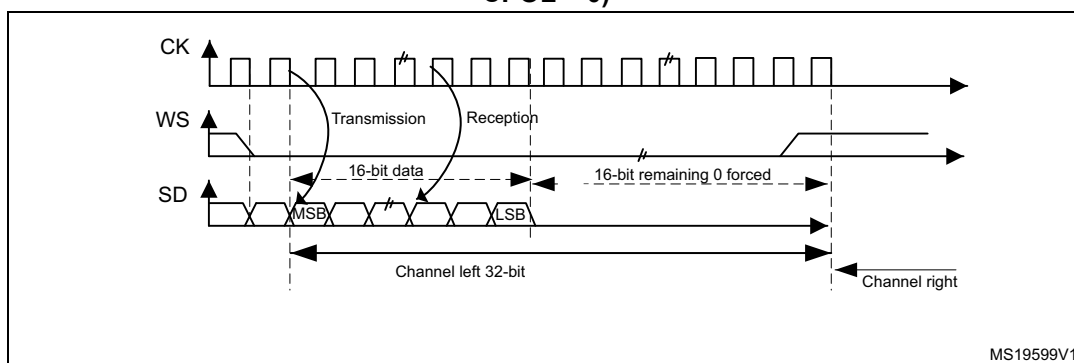 CK
WS
Transmission
Reception
16-bit data
16-bit remaining 0 forced
SD
MSB
LSB
Channel left 32-bit
Channel right
MS19599V1